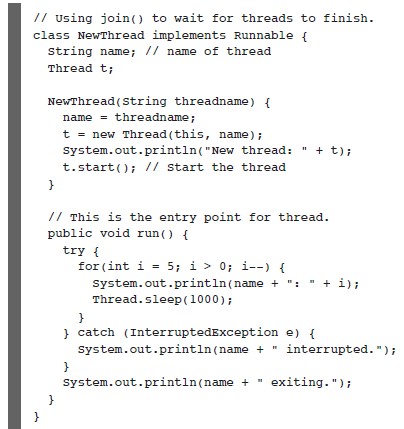 // Using join() to wait for threads to finish.
class NewThread implements Runnable {
  String name; // name of thread
  Thread t;

  NewThread(String threadname) {
    name = threadname;
    t = new Thread(this, name);
    System.out.println("New thread: " + t);
    t.start(); // Start the thread
  }

  // This is the entry point for thread.
  public void run() {
    try {
      for(int i = 5; i > 0; i--) {
        System.out.println(name + ": " + i);
        Thread.sleep(1000);
      }
    } catch (InterruptedException e) {
      System.out.println(name + " interrupted.");
    }
    System.out.println(name + " exiting.");
  }
}